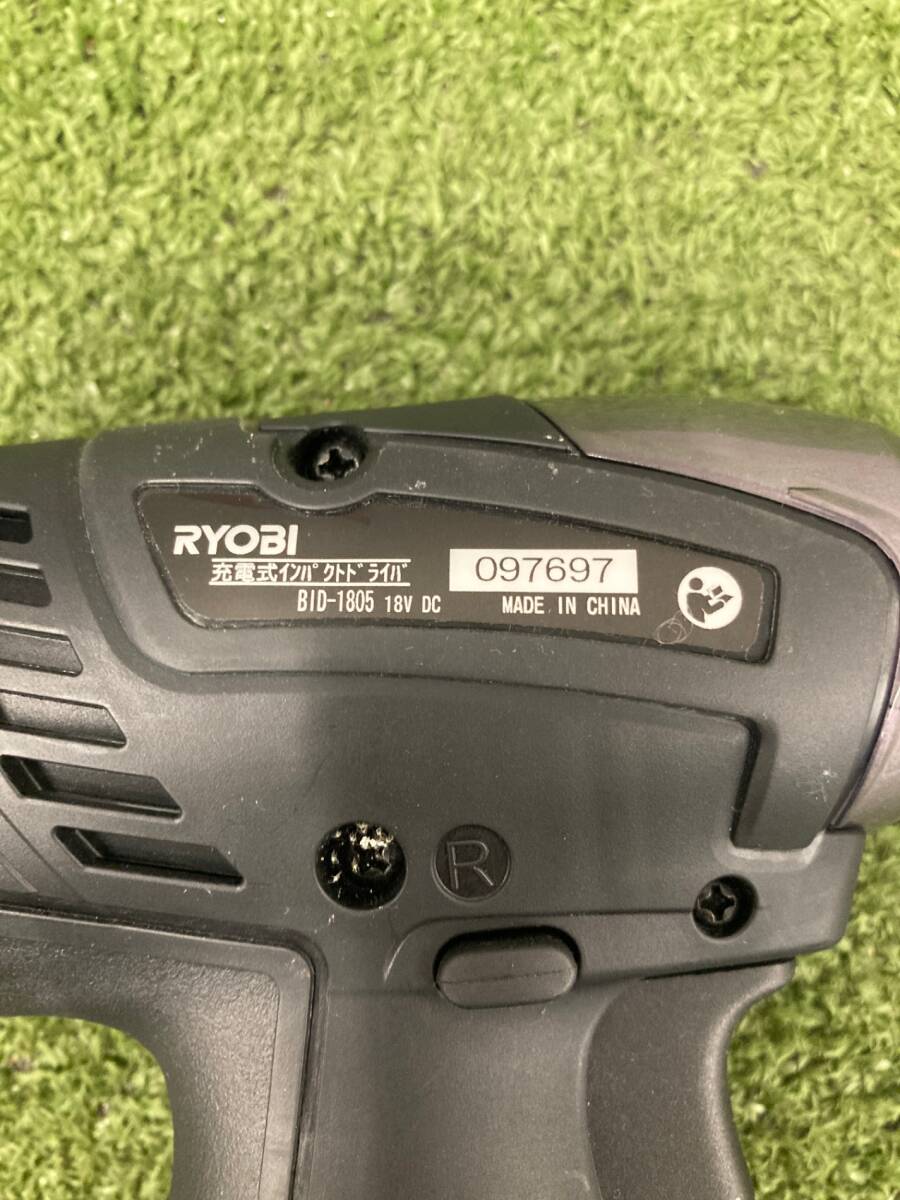 RYOBI
充電式ｲﾝﾊﾟｸﾄﾄﾞﾗｲﾊﾞ
097697
BID-1805 18V DC
MADE IN CHINA
R